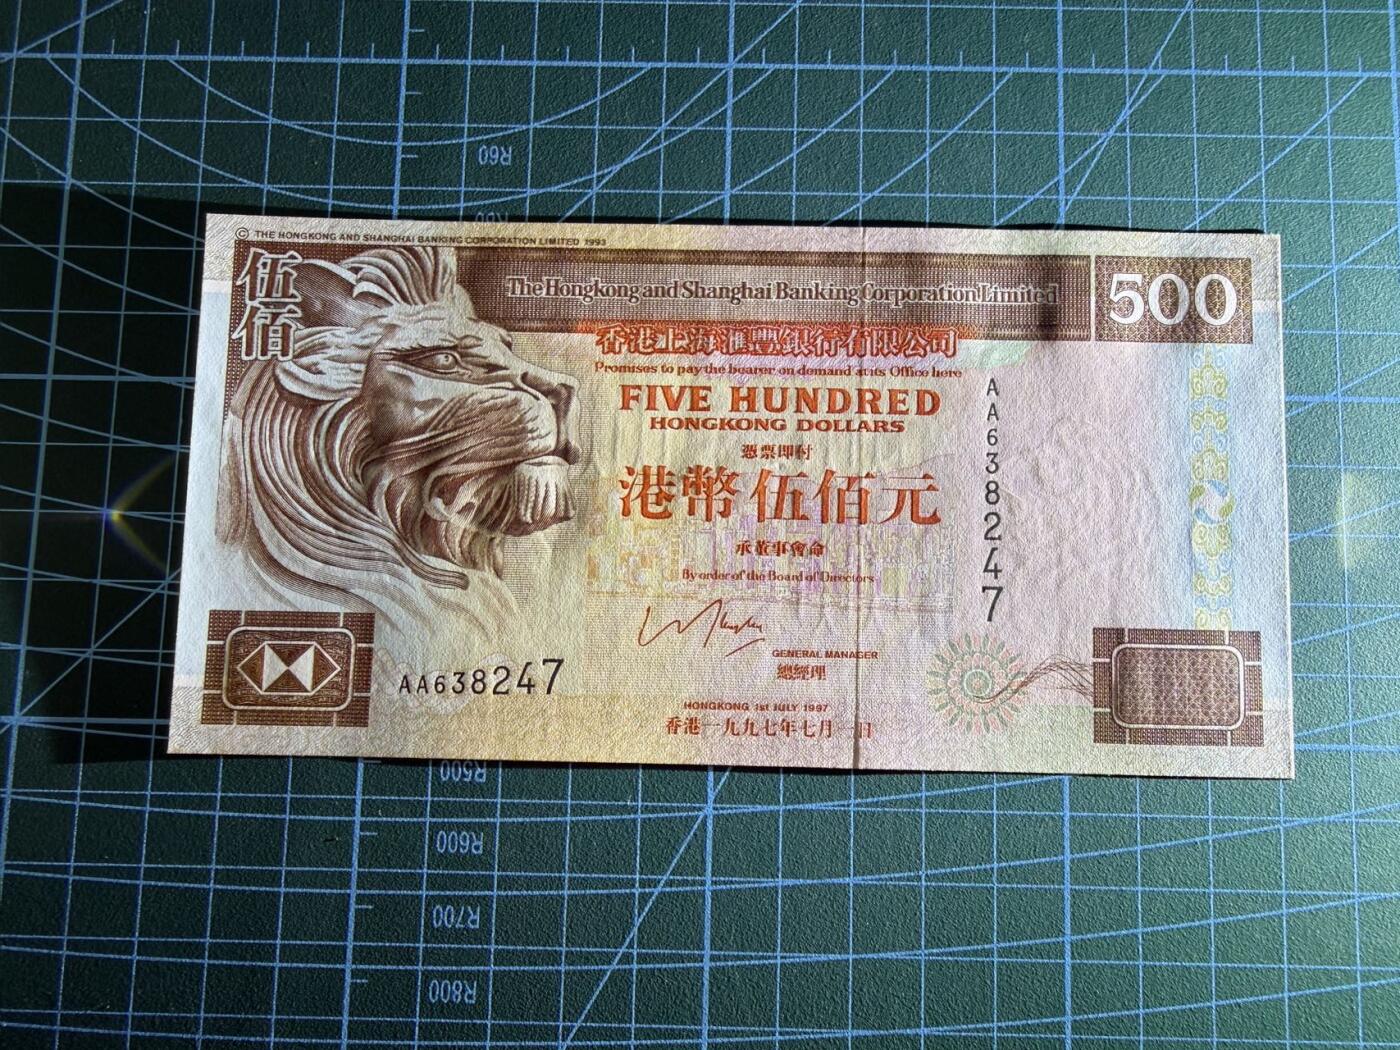 R60
© THE HONGKONG AND SHANGHAI BANKING CORPORATION LIMITED 1993
伍佰
The Hongkong and Shanghai Banking Corporation Limited
500
香港上海滙豐銀行有限公司
Promises to pay the bearer on demand at its Office here
FIVE HUNDRED
HONGKONG DOLLARS
憑票即付
港幣伍佰元
承董事會命
By order of the Board of Directors
AA638247
GENERAL MANAGER
總經理
AA638247
HONGKONG 1st JULY 1997
香港一九九七年七月一日
R500
R600
R700
R800